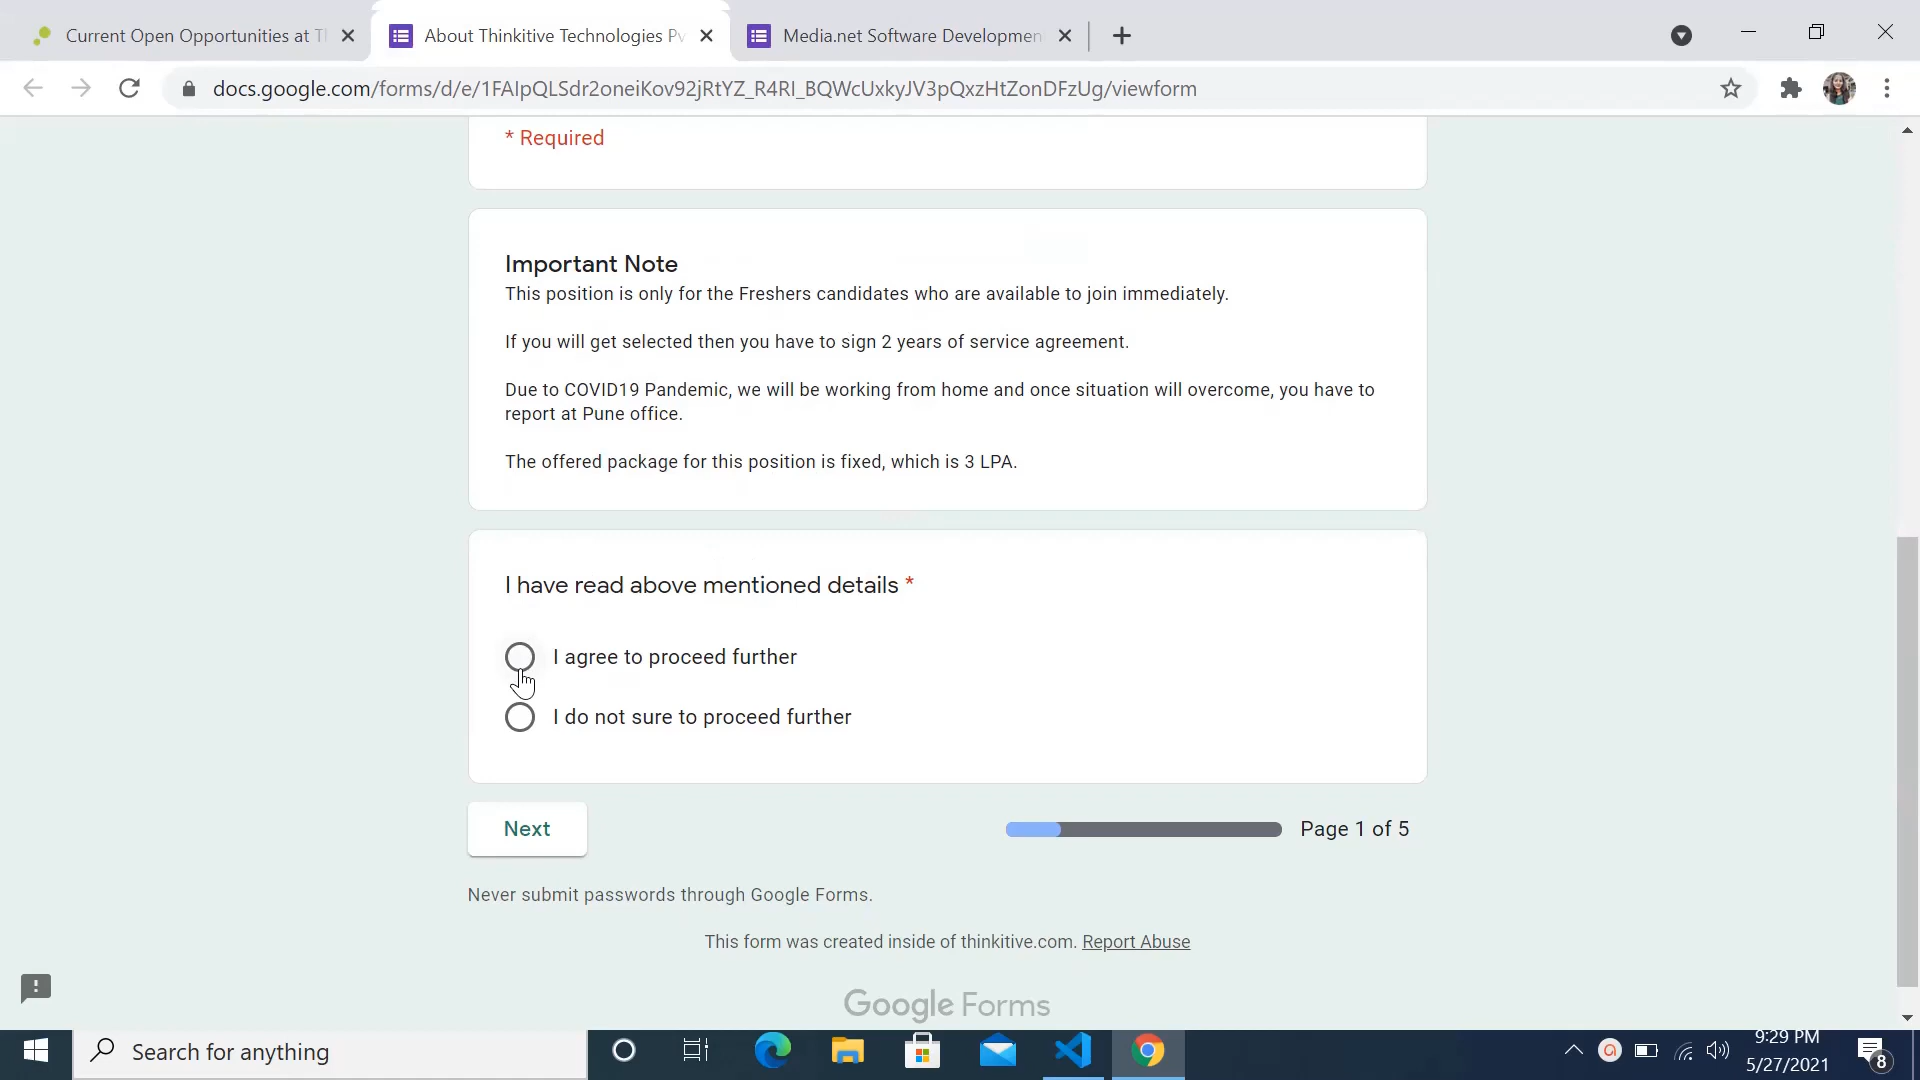 Current Open Opportunities at Tl
About Thinkitive Technologies Pv
Media.net Software Developmen
docs.google.com/forms/d/e/1FAIpQLSdr2oneiKov92jRtYZ_R4RI_BQWcUxkyJV3pQxzHtZonDFzUg/viewform
* Required
Important Note
This position is only for the Freshers candidates who are available to join immediately.
If you will get selected then you have to sign 2 years of service agreement.
Due to COVID19 Pandemic, we will be working from home and once situation will overcome, you have to
report at Pune office.
The offered package for this position is fixed, which is 3 LPA.
I have read above mentioned details *
I agree to proceed further
I do not sure to proceed further
Next
Page 1 of 5
Never submit passwords through Google Forms.
This form was created inside of thinkitive.com. Report Abuse
Google Forms
Search for anything
9:29 PM
5/27/2021
8